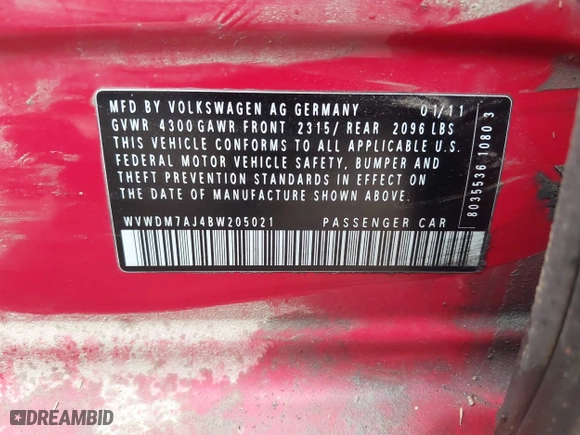 MFD BY VOLKSWAGEN AG GERMANY 01/11
GVWR 4300 GAWR FRONT 2315/ REAR 2096 LBS
THIS VEHICLE CONFORMS TO ALL APPLICABLE U.S.
FEDERAL MOTOR VEHICLE SAFETY, BUMPER AND
THEFT PREVENTION STANDARDS IN EFFECT ON
THE DATE OF MANUFACTURE SHOWN ABOVE.
WVWDM7AJ4BW205021 PASSENGER CAR
8035536 1080 3
DREAMBID